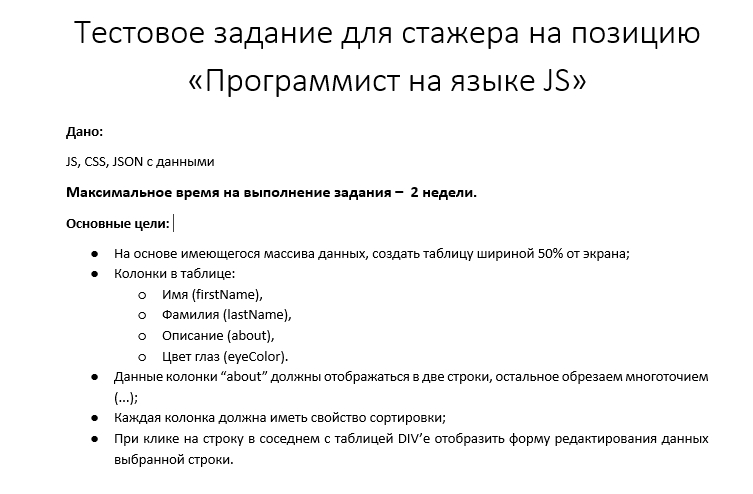 Тестовое задание для стажера на позицию
«Программист на языке JS»
Дано:
JS, CSS, JSON с данными
Максимальное время на выполнение задания – 2 недели.
Основные цели:
● На основе имеющегося массива данных, создать таблицу шириной 50% от экрана;
● Колонки в таблице:
o Имя (firstName),
o Фамилия (lastName),
o Описание (about),
o Цвет глаз (eyeColor).
● Данные колонки “about” должны отображаться в две строки, остальное обрезаем многоточием
(...);
● Каждая колонка должна иметь свойство сортировки;
● При клике на строку в соседнем с таблицей DIV’е отобразить форму редактирования данных
выбранной строки.